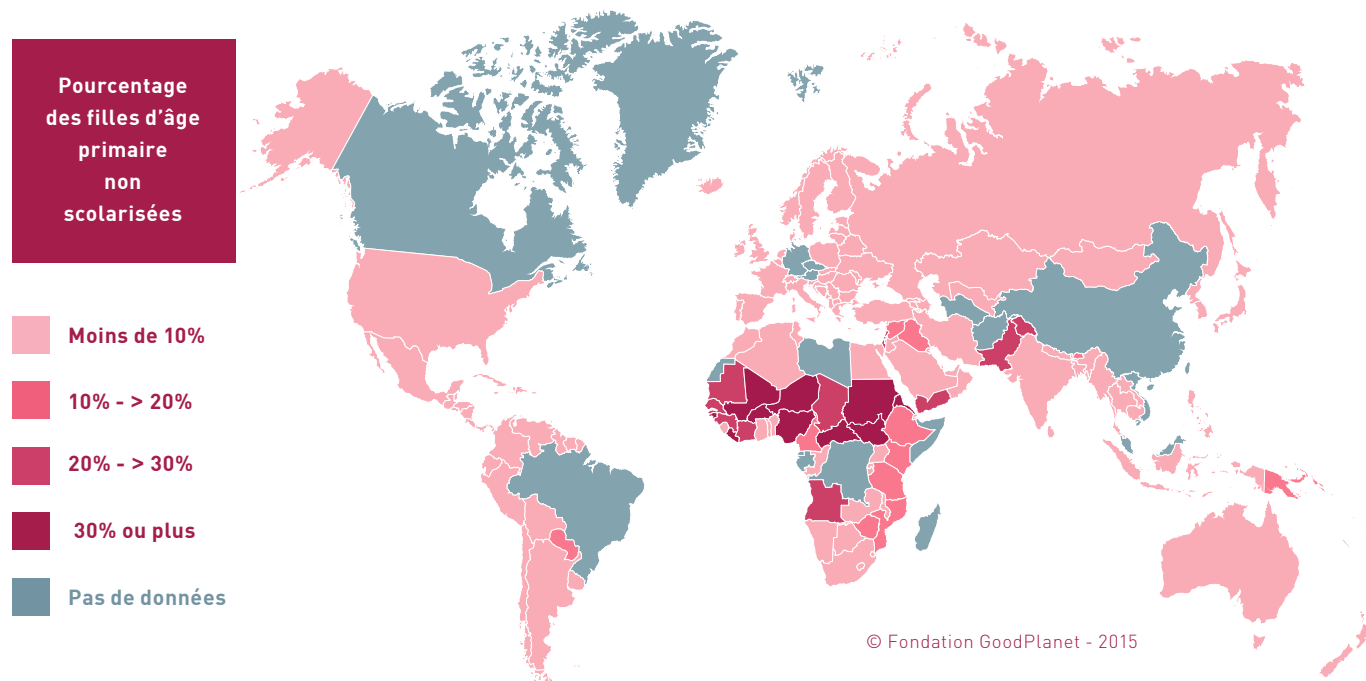 Pourcentage
des filles d’âge
primaire
non
scolarisées
Moins de 10%
10% - > 20%
20% - > 30%
30% ou plus
Pas de données
© Fondation GoodPlanet - 2015